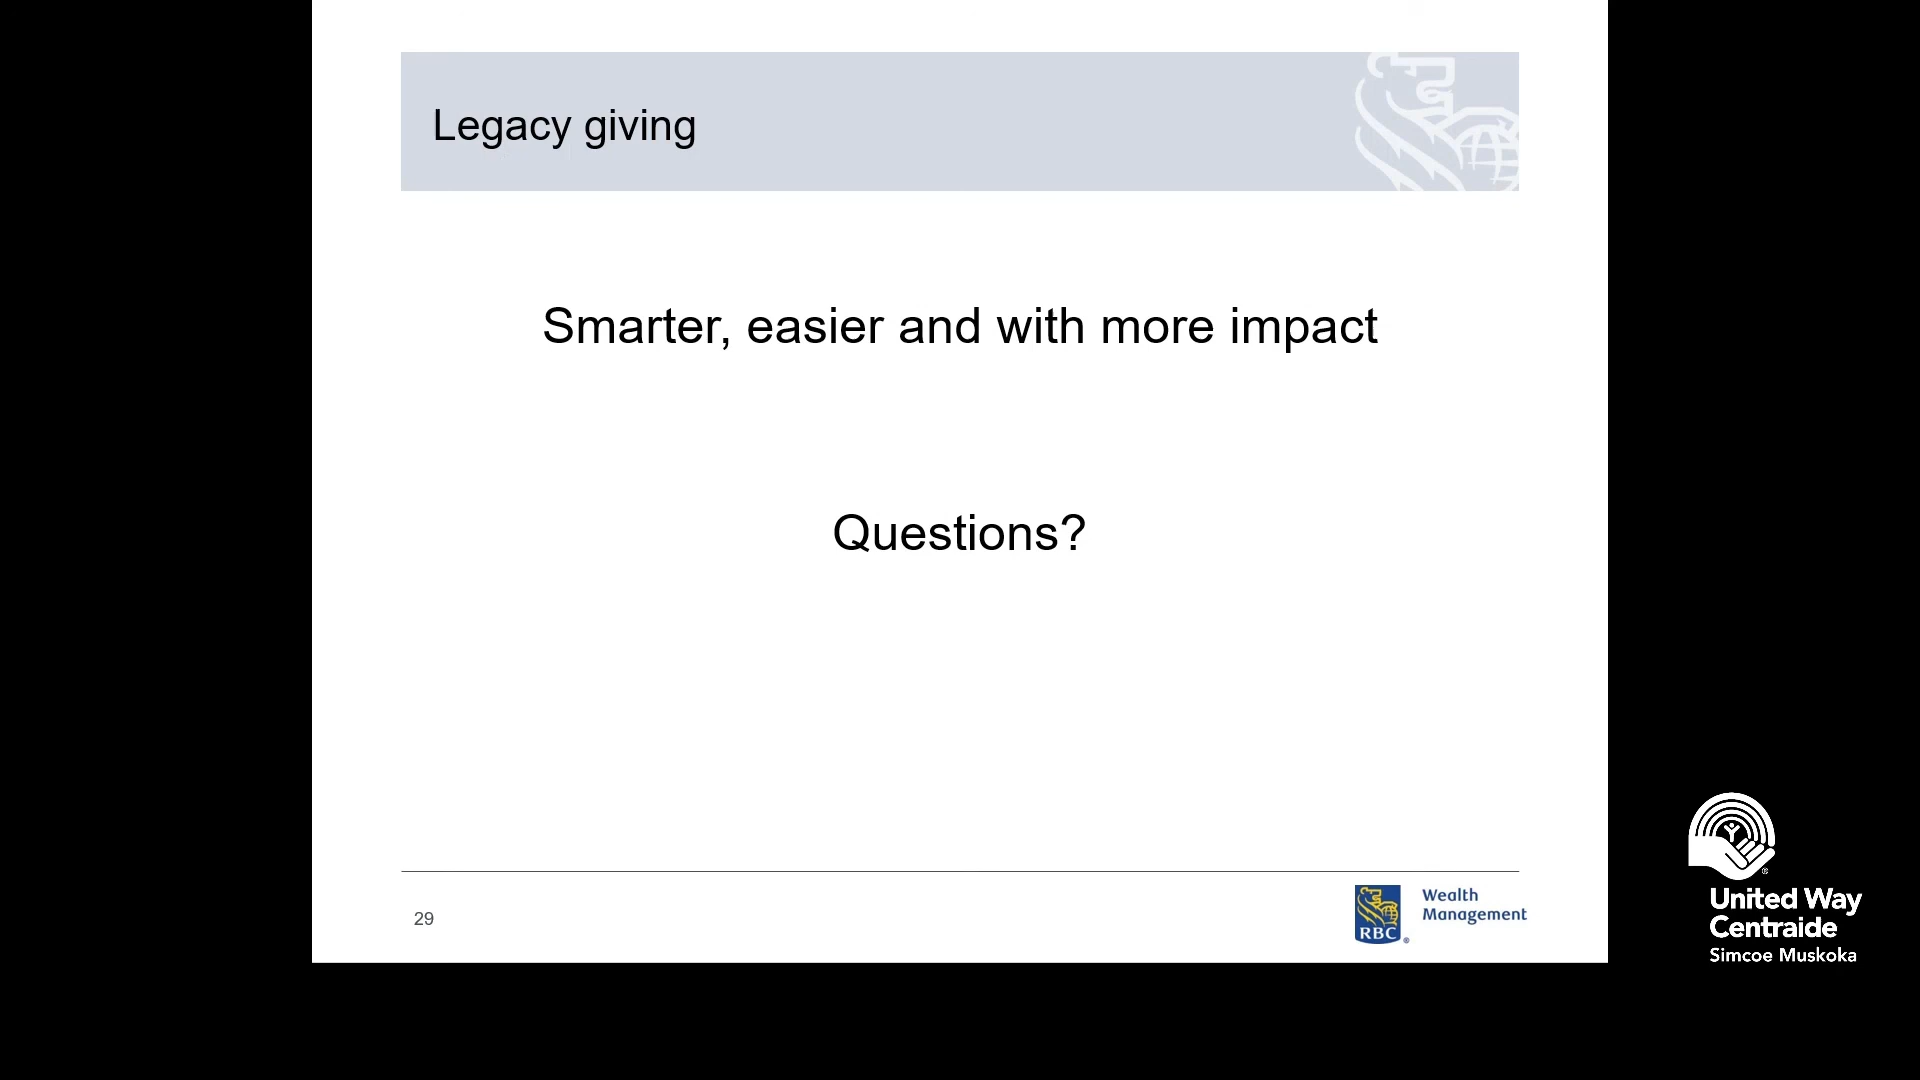 Legacy giving
Smarter, easier and with more impact
Questions?
29
RBC
®
Wealth
Management
®
United Way
Centraide
Simcoe Muskoka